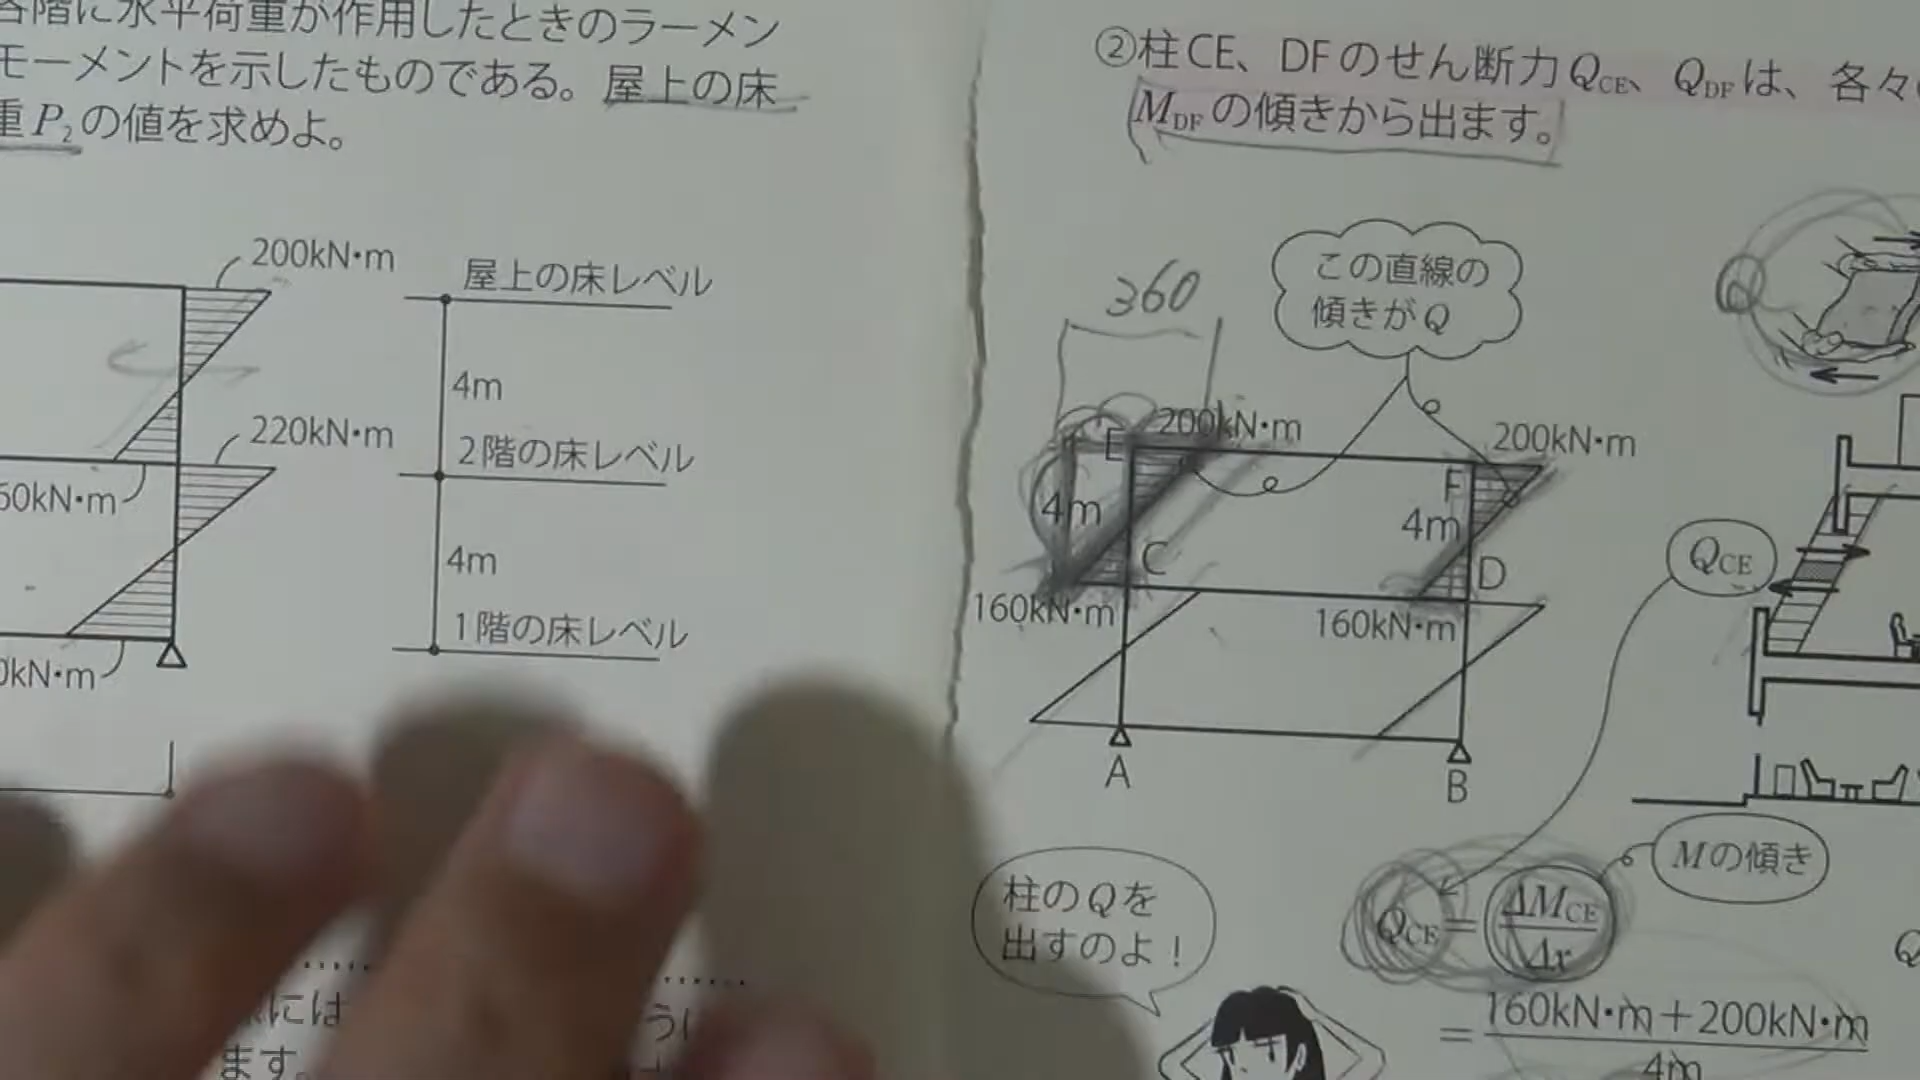 各階に水平荷重が作用したときのラーメン
モーメントを示したものである。屋上の床
重P₂の値を求めよ。
200kN・m
屋上の床レベル
4m
220kN・m
2階の床レベル
60kN・m
4m
1階の床レベル
0kN・m
には
ます。
②柱CE、DFのせん断力QCE、QDFは、各々
MDFの傾きから出ます。
この直線の
傾きがQ
360
E
200kN・m
200kN・m
F
4m
4m
C
D
160kN・m
160kN・m
A
B
QCE
Mの傾き
柱のQを
出すのよ!
QCE = ΔMCE
Δx
Q
= 160kN・m+200kN・m
4m